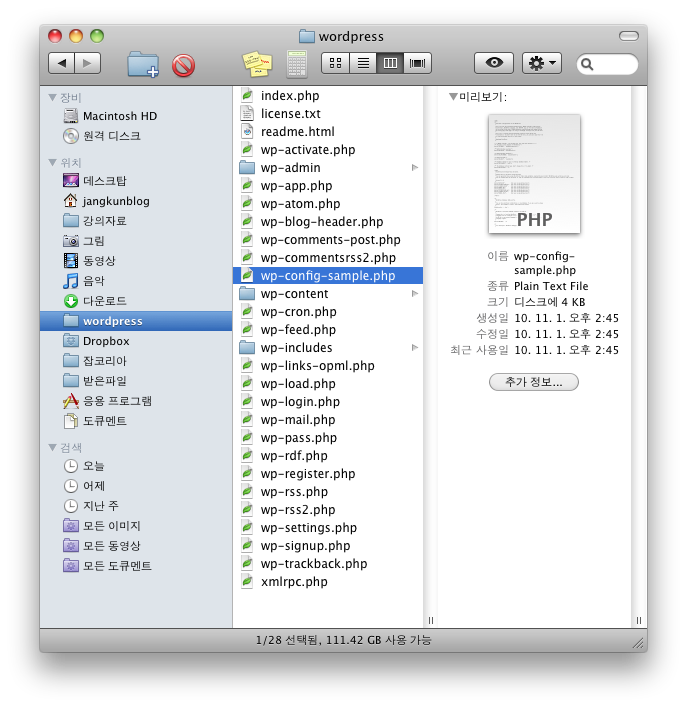 wordpress
장비
Macintosh HD
원격 디스크
위치
데스크탑
jangkunblog
강의자료
그림
동영상
음악
다운로드
wordpress
Dropbox
잡코리아
받은파일
응용 프로그램
도큐멘트
검색
오늘
어제
지난 주
모든 이미지
모든 동영상
모든 도큐멘트
index.php
license.txt
readme.html
wp-activate.php
wp-admin
wp-app.php
wp-atom.php
wp-blog-header.php
wp-comments-post.php
wp-commentsrss2.php
wp-config-sample.php
wp-content
wp-cron.php
wp-feed.php
wp-includes
wp-links-opml.php
wp-load.php
wp-login.php
wp-mail.php
wp-pass.php
wp-rdf.php
wp-register.php
wp-rss.php
wp-rss2.php
wp-settings.php
wp-signup.php
wp-trackback.php
xmlrpc.php
미리보기:
PHP
이름 wp-config-
sample.php
종류 Plain Text File
크기 디스크에 4 KB
생성일 10. 11. 1. 오후 2:45
수정일 10. 11. 1. 오후 2:45
최근 사용일 10. 11. 1. 오후 2:45
추가 정보...
1/28 선택됨, 111.42 GB 사용 가능